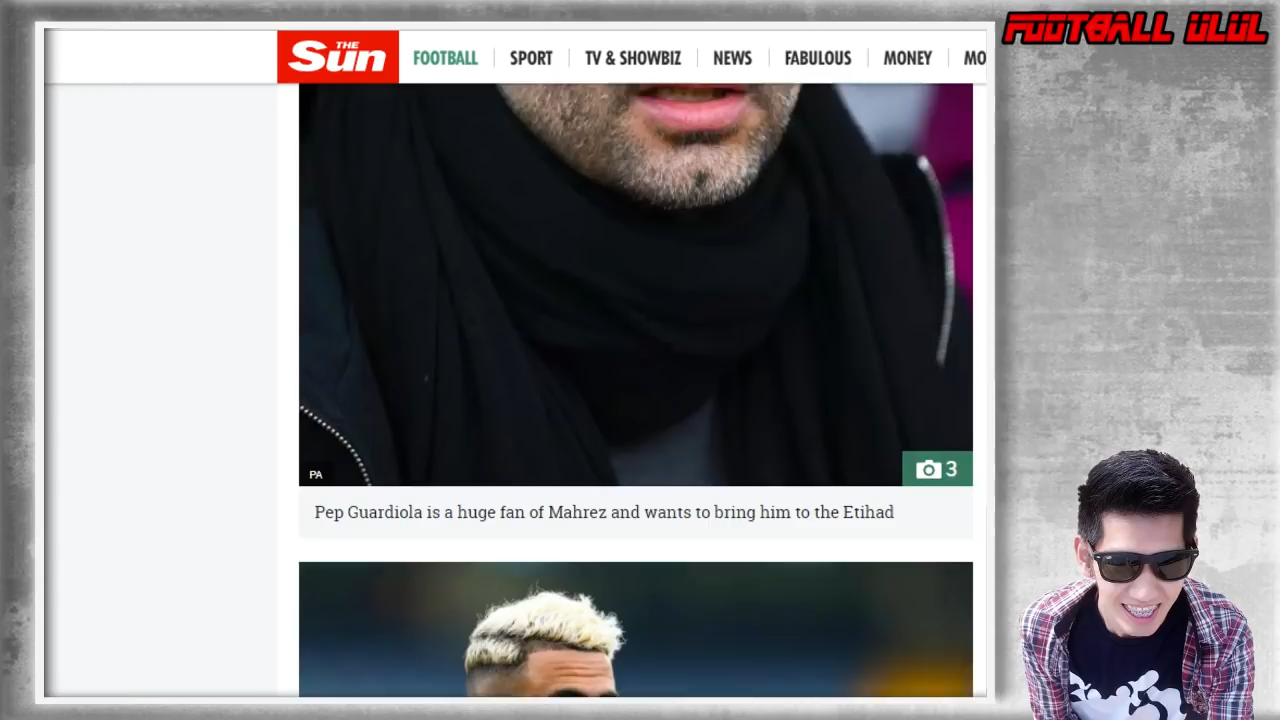 FOOTBALL ULUL
THE Sun
FOOTBALL SPORT TV & SHOWBIZ NEWS FABULOUS MONEY MO
PA
3
Pep Guardiola is a huge fan of Mahrez and wants to bring him to the Etihad